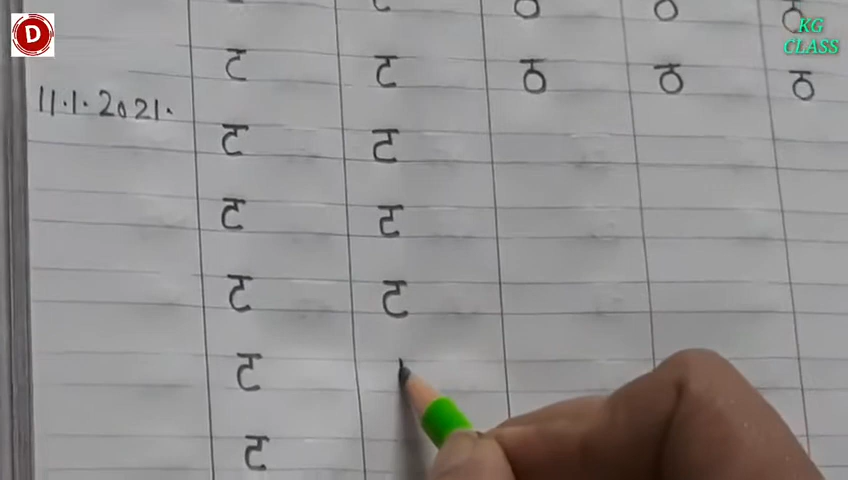 D
KG
CLASS
ट ट ठ ठ ठ
11.1.2021.
ट ट
ट ट
ट ट
ट
ट